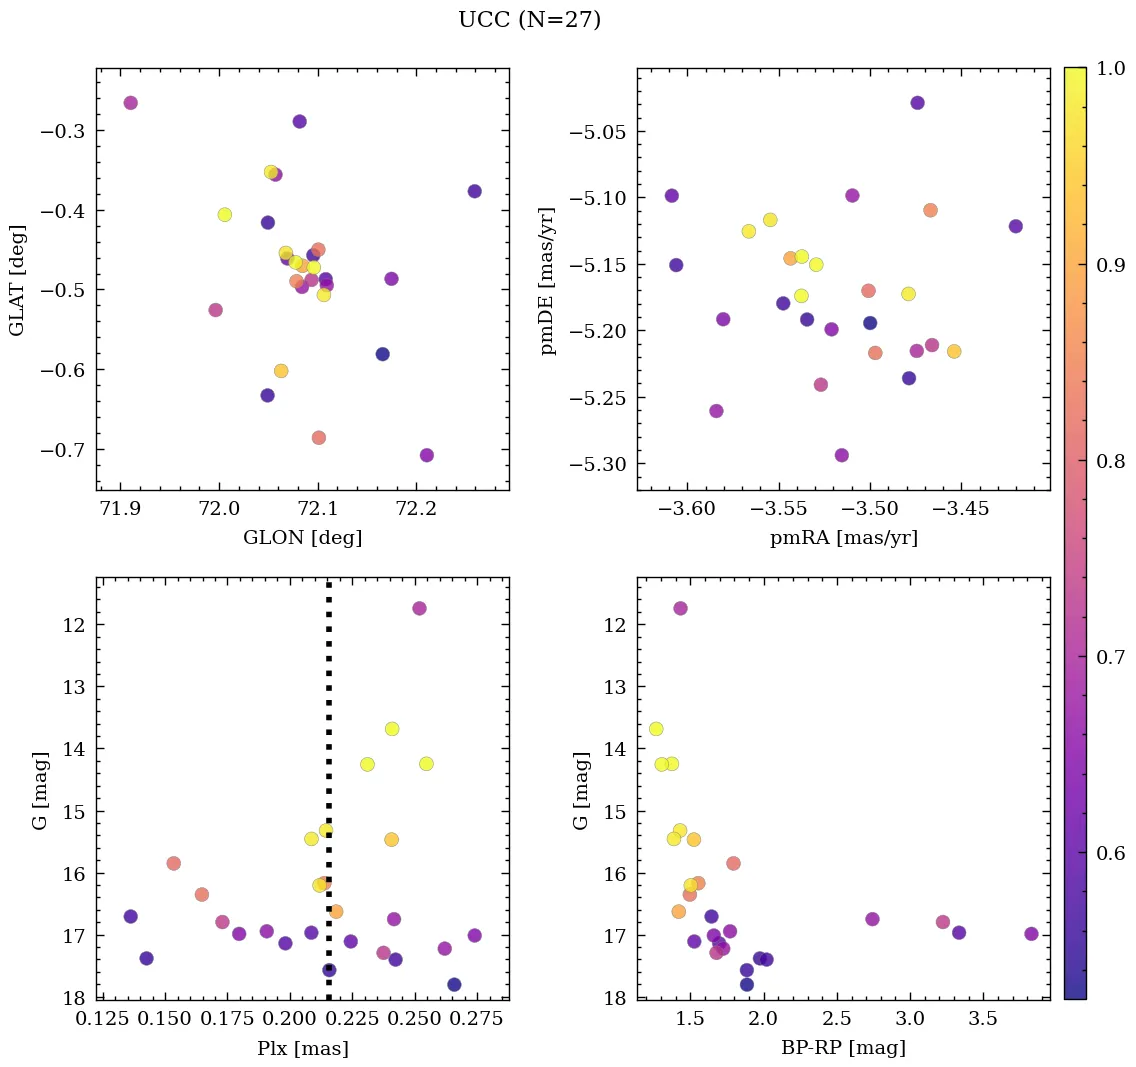 UCC (N=27)
−0.3
−0.4
−0.5
−0.6
−0.7
GLAT [deg]
71.9 72.0 72.1 72.2
GLON [deg]
−5.05
−5.10
−5.15
−5.20
−5.25
−5.30
pmDE [mas/yr]
−3.60 −3.55 −3.50 −3.45
pmRA [mas/yr]
12
13
14
15
16
17
18
G [mag]
0.125 0.150 0.175 0.200 0.225 0.250 0.275
Plx [mas]
12
13
14
15
16
17
18
G [mag]
1.5 2.0 2.5 3.0 3.5
BP-RP [mag]
1.0
0.9
0.8
0.7
0.6